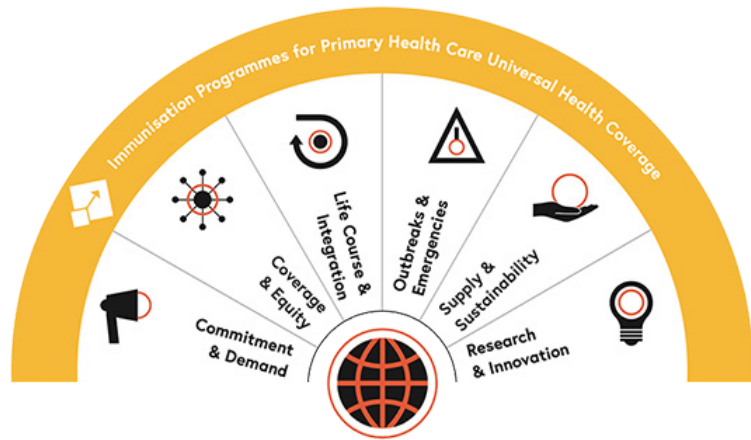 Immunisation Programmes for Primary Health Care Universal Health Coverage
Commitment
& Demand
Coverage
& Equity
Life Course &
Integration
Outbreaks &
Emergencies
Supply &
Sustainability
Research
& Innovation